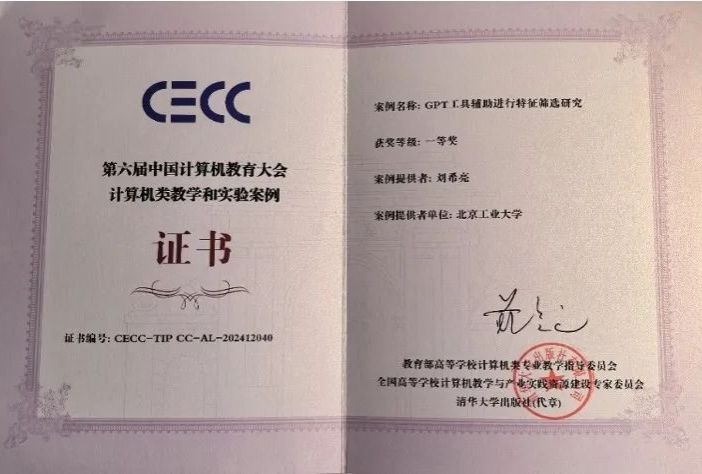 CECC
第六届中国计算机教育大会
计算机类教学和实验案例
证书
证书编号: CECC-TIP CC-AL-202412040
案例名称: GPT工具辅助进行特征筛选研究
获奖等级: 一等奖
案例提供者: 刘希亮
案例提供者单位: 北京工业大学
教育部高等学校计算机类专业教学指导委员会
全国高等学校计算机教学与产业实践资源建设专家委员会
清华大学出版社(代章)